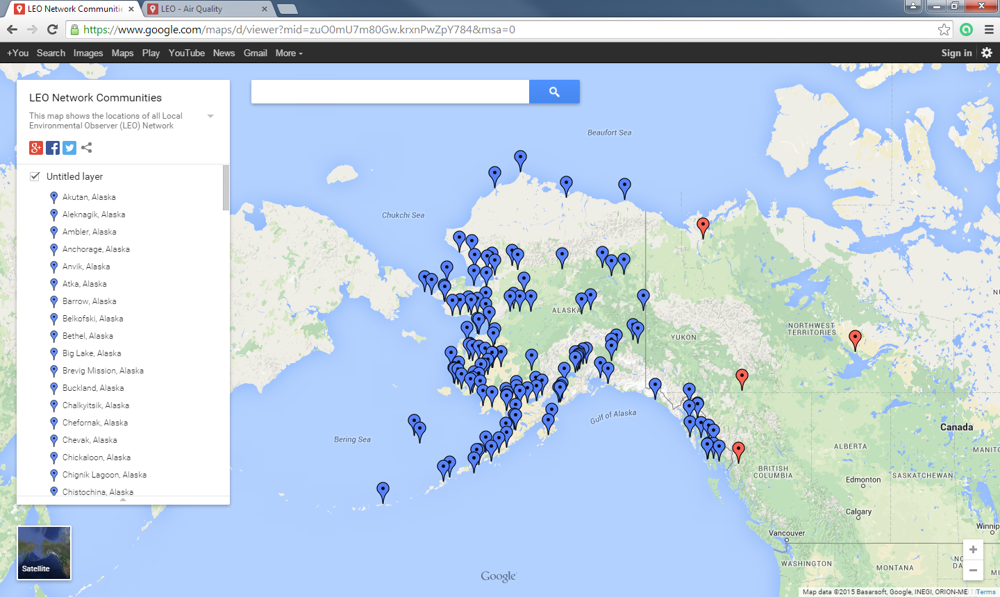 LEO Network Communitie
LEO - Air Quality
https://www.google.com/maps/d/viewer?mid=zuO0mU7m80Gw.krxnPwZpY784&msa=0
+You Search Images Maps Play YouTube News Gmail More
Sign in
LEO Network Communities
This map shows the locations of all Local
Environmental Observer (LEO) Network
Untitled layer
Akutan, Alaska
Aleknagik, Alaska
Ambler, Alaska
Anchorage, Alaska
Anvik, Alaska
Atka, Alaska
Barrow, Alaska
Belkofski, Alaska
Bethel, Alaska
Big Lake, Alaska
Brevig Mission, Alaska
Buckland, Alaska
Chalkyitsik, Alaska
Chefornak, Alaska
Chevak, Alaska
Chickaloon, Alaska
Chignik Lagoon, Alaska
Chistochina, Alaska
Satellite
Beaufort Sea
Chukchi Sea
ALASKA
YUKON
NORTHWEST
TERRITORIES
Gulf of Alaska
Bering Sea
Canada
ALBERTA
MANIT
BRITISH
COLUMBIA
SASKATCHEWAN
Edmonton
Calgary
Winnip
Vancouver
WASHINGTON
MONTANA
NO
DAK
Google
Map data ©2015 Basarsoft, Google, INEGI, ORION-ME
Terms